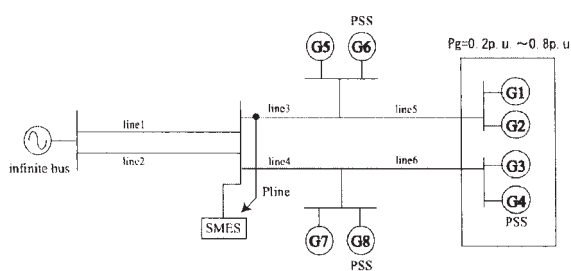 PSS
Pg=0.2p.u.～0.8p.u
G5
G6
G1
line3
line5
G2
line1
line2
line4
line6
G3
infinite bus
Pline
G4
SMES
PSS
G7
G8
PSS